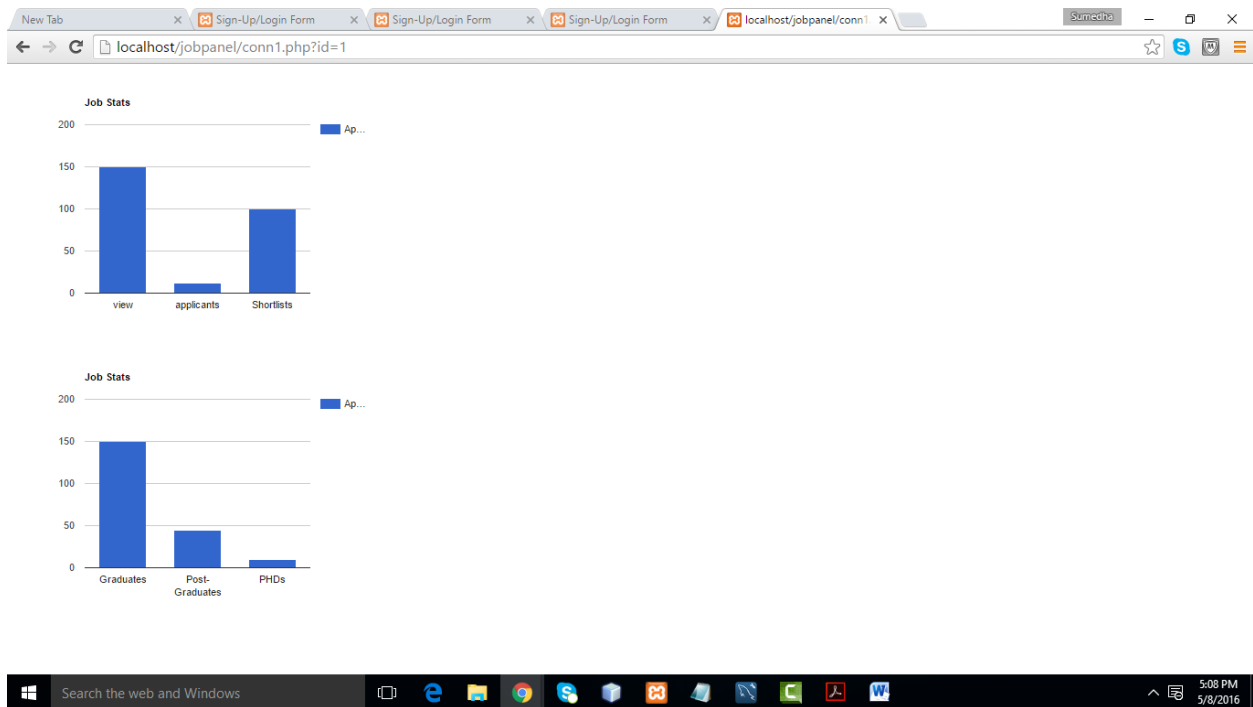 New Tab
Sign-Up/Login Form
Sign-Up/Login Form
Sign-Up/Login Form
localhost/jobpanel/conn1
Sumedha
localhost/jobpanel/conn1.php?id=1
Job Stats
200
150
100
50
0
view
applicants
Shortlists
Ap...
Job Stats
200
150
100
50
0
Graduates
Post-
Graduates
PHDs
Ap...
Search the web and Windows
5:08 PM
5/8/2016